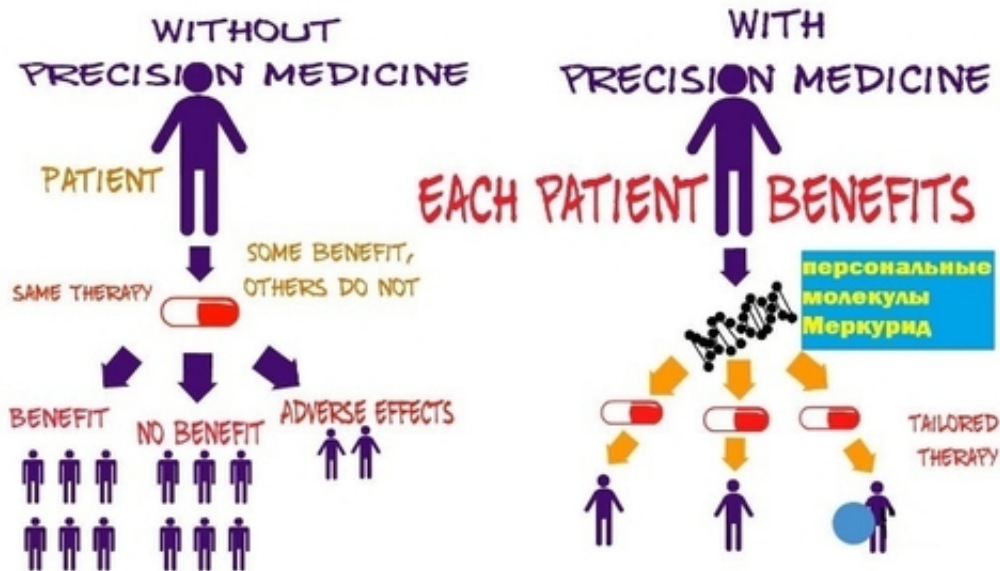 WITHOUT
PRECISION MEDICINE
PATIENT
SOME BENEFIT,
OTHERS DO NOT
SAME THERAPY
BENEFIT
NO BENEFIT
ADVERSE EFFECTS
WITH
PRECISION MEDICINE
EACH PATIENT BENEFITS
персональные
молекулы
Меркурид
TAILORED
THERAPY